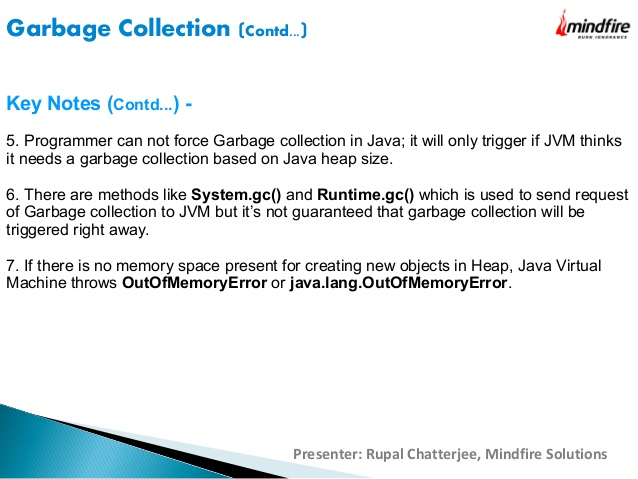 Garbage Collection (Contd...)
mindfire
BURN IGNORANCE
Key Notes (Contd...) -
5. Programmer can not force Garbage collection in Java; it will only trigger if JVM thinks
it needs a garbage collection based on Java heap size.
6. There are methods like System.gc() and Runtime.gc() which is used to send request
of Garbage collection to JVM but it’s not guaranteed that garbage collection will be
triggered right away.
7. If there is no memory space present for creating new objects in Heap, Java Virtual
Machine throws OutOfMemoryError or java.lang.OutOfMemoryError.
Presenter: Rupal Chatterjee, Mindfire Solutions